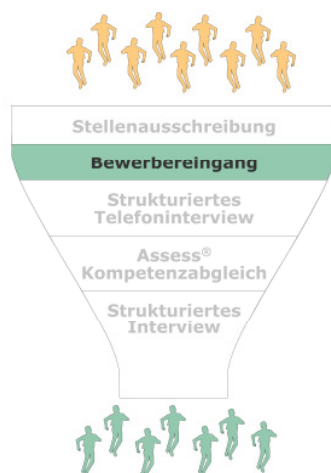 Stellenausschreibung
Bewerbereingang
Strukturiertes
Telefoninterview
Assess®
Kompetenzabgleich
Strukturiertes
Interview